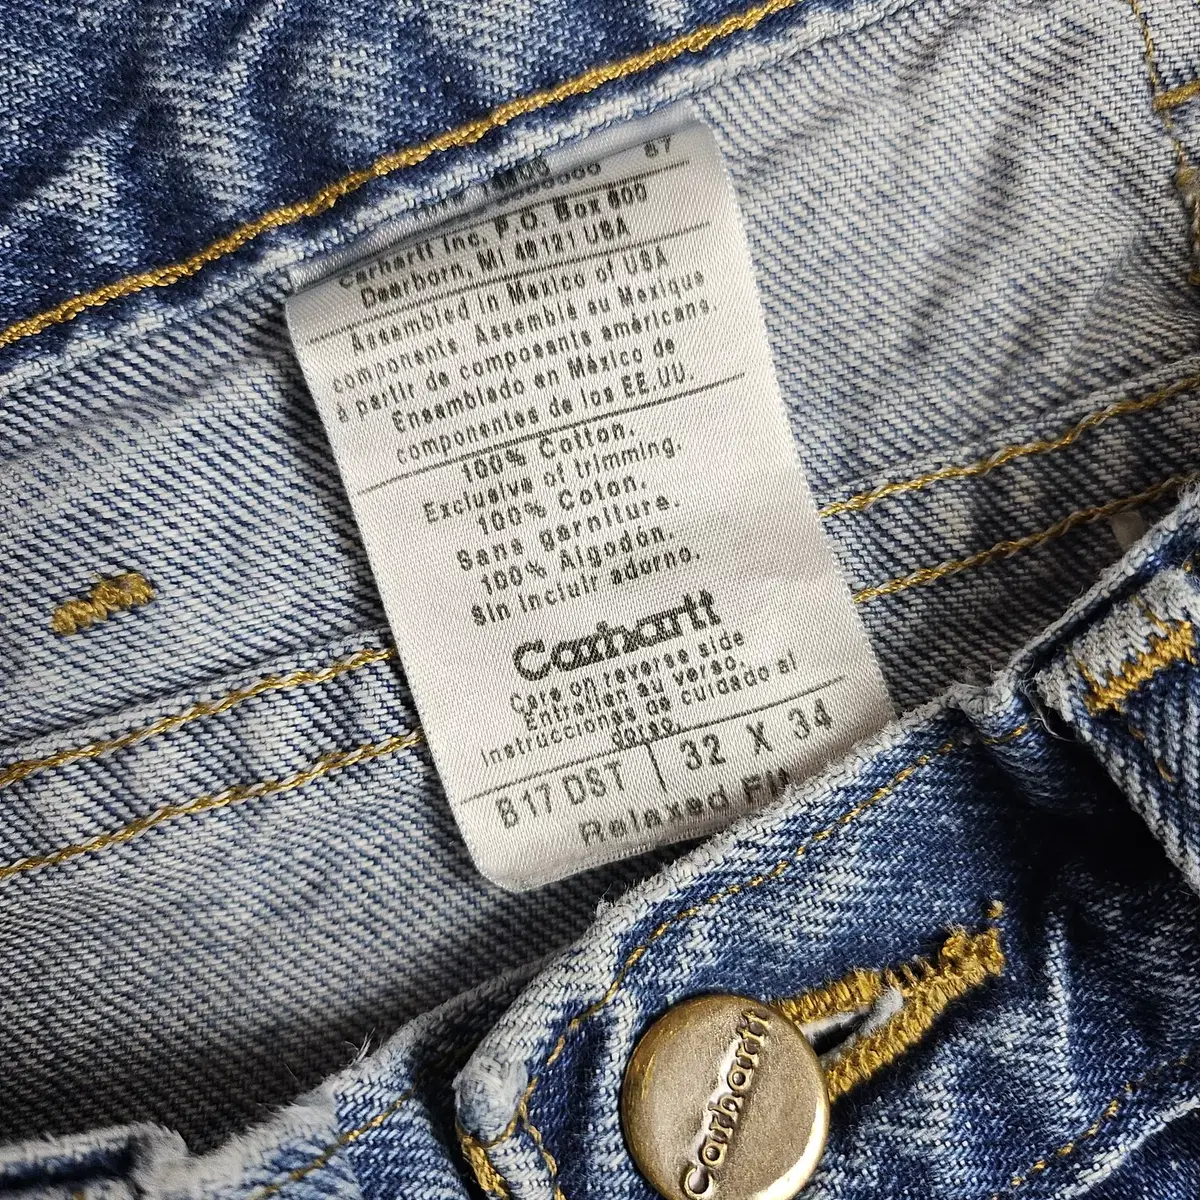 67
Carhartt Inc. P.O. Box 600
Dearborn, MI 48121 USA
Assembled in Mexico of USA
components Assemblé au Mexique
à partir de composants américans.
Ensamblado en México de
componentes de los EE.UU.
100% Cotton.
Exclusive of trimming.
100% Coton.
Sans garniture.
100% Algodón.
Sin incluir adorno.
Carhartt
Care on reverse side
Entretien au verso.
Instrucciones de cuidado al
dorso.
B17 DST | 32 X 34
Relaxed Fit
Carhartt